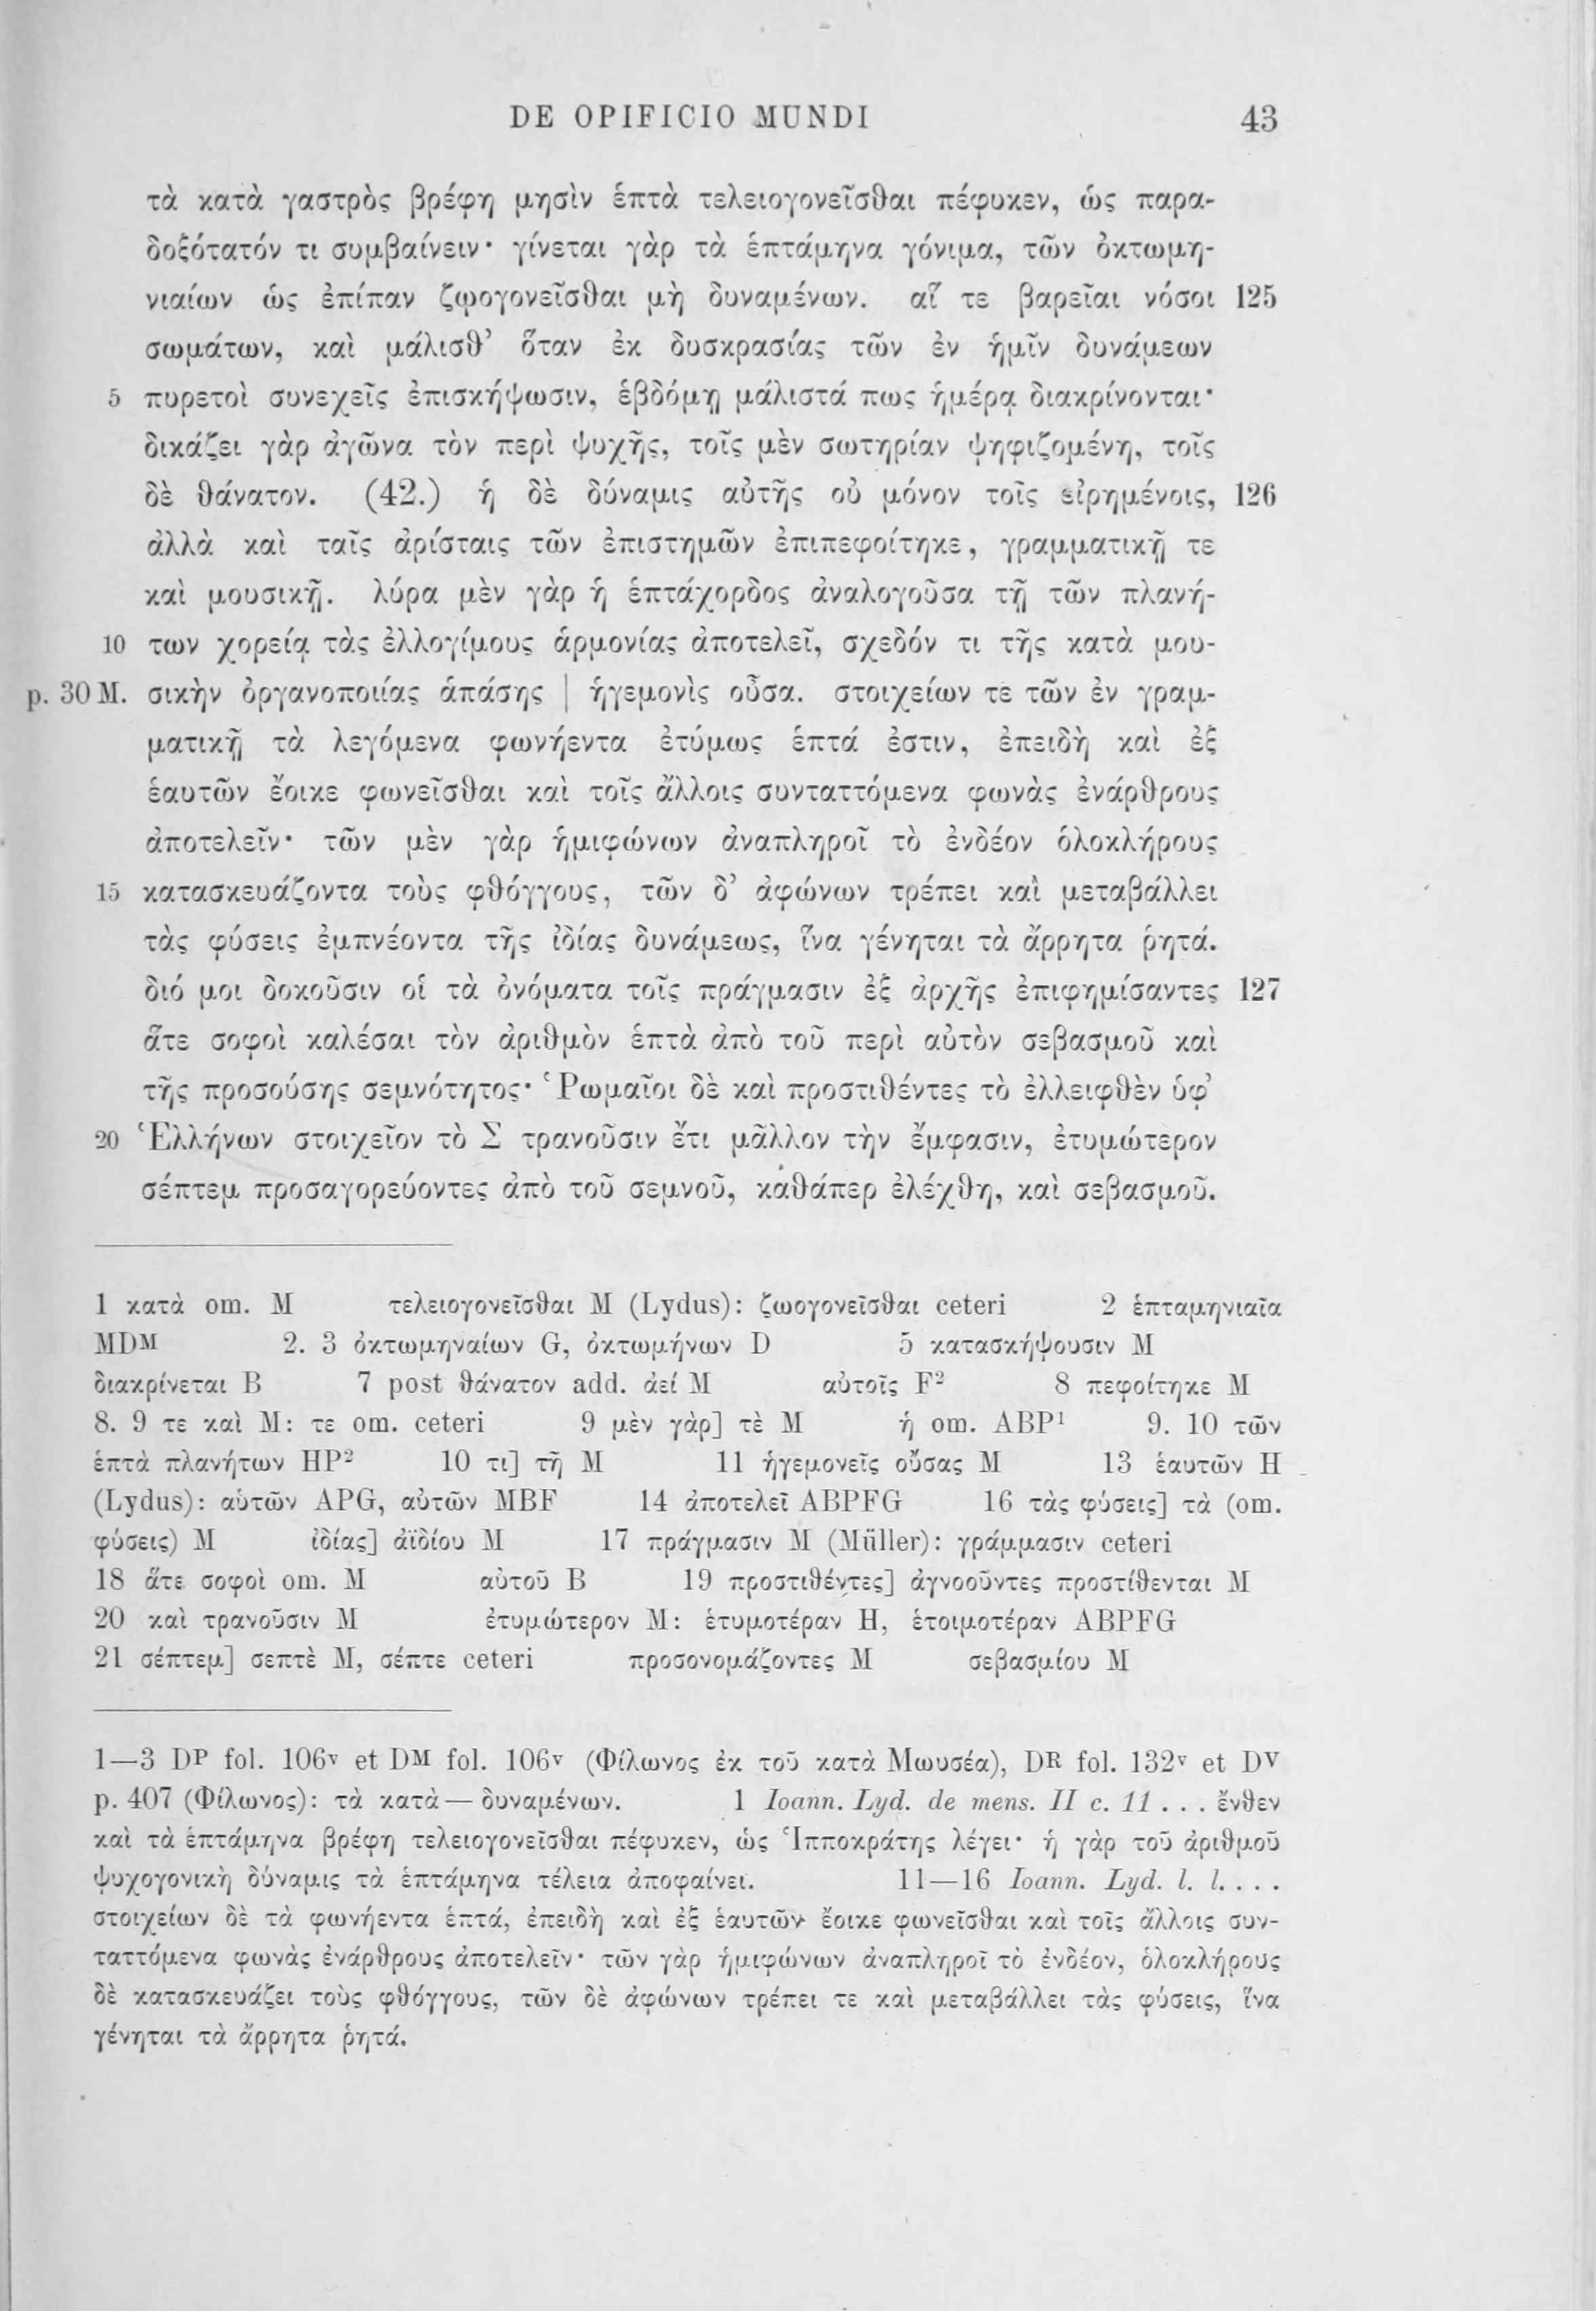 DE OPIFICIO MUNDI 43
τὰ κατὰ γαστρὸς βρέφη μησὶν ἑπτὰ τελειογονεῖσθαι πέφυκεν, ὡς παρα-
δοξότατόν τι συμβαίνειν· γίνεται γὰρ τὰ ἑπτάμηνα γόνιμα, τῶν ὀκτωμη-
νιαίων ὡς ἐπίπαν ζῳογονεῖσθαι μὴ δυναμένων. αἵ τε βαρεῖαι νόσοι 125
σωμάτων, καὶ μάλισθ’ ὅταν ἐκ δυσκρασίας τῶν ἐν ἡμῖν δυνάμεων
5 πυρετοὶ συνεχεῖς ἐπισκήψωσιν, ἑβδόμῃ μάλιστά πως ἡμέρᾳ διακρίνονται·
δικάζει γὰρ ἀγῶνα τὸν περὶ ψυχῆς, τοῖς μὲν σωτηρίαν ψηφιζομένη, τοῖς
δὲ θάνατον. (42.) ἡ δὲ δύναμις αὐτῆς οὐ μόνον τοῖς εἰρημένοις, 126
ἀλλὰ καὶ ταῖς ἀρίσταις τῶν ἐπιστημῶν ἐπιπεφοίτηκε, γραμματικῇ τε
καὶ μουσικῇ. λύρα μὲν γὰρ ἡ ἑπτάχορδος ἀναλογοῦσα τῇ τῶν πλανή-
10 των χορείᾳ τὰς ἐλλογίμους ἁρμονίας ἀποτελεῖ, σχεδόν τι τῆς κατὰ μου-
p. 30 M. σικὴν ὀργανοποιίας ἁπάσης | ἡγεμονὶς οὖσα. στοιχείων τε τῶν ἐν γραμ-
ματικῇ τὰ λεγόμενα φωνήεντα ἐτύμως ἑπτά ἐστιν, ἐπειδὴ καὶ ἐξ
ἑαυτῶν ἔοικε φωνεῖσθαι καὶ τοῖς ἄλλοις συνταττόμενα φωνὰς ἐνάρθρους
ἀποτελεῖν· τῶν μὲν γὰρ ἡμιφώνων ἀναπληροῖ τὸ ἐνδέον ὁλοκλήρους
15 κατασκευάζοντα τοὺς φθόγγους, τῶν δ’ ἀφώνων τρέπει καὶ μεταβάλλει
τὰς φύσεις ἐμπνέοντα τῆς ἰδίας δυνάμεως, ἵνα γένηται τὰ ἄρρητα ῥητά.
διό μοι δοκοῦσιν οἱ τὰ ὀνόματα τοῖς πράγμασιν ἐξ ἀρχῆς ἐπιφημίσαντες 127
ἅτε σοφοὶ καλέσαι τὸν ἀριθμὸν ἑπτὰ ἀπὸ τοῦ περὶ αὐτὸν σεβασμοῦ καὶ
τῆς προσούσης σεμνότητος· Ῥωμαῖοι δὲ καὶ προστιθέντες τὸ ἐλλειφθὲν ὑφ’
20 Ἑλλήνων στοιχεῖον τὸ Σ τρανοῦσιν ἔτι μᾶλλον τὴν ἔμφασιν, ἐτυμώτερον
σέπτεμ προσαγορεύοντες ἀπὸ τοῦ σεμνοῦ, καθάπερ ἐλέχθη, καὶ σεβασμοῦ.
1 κατὰ om. M τελειογονεῖσθαι M (Lydus): ζωογονεῖσθαι ceteri 2 ἑπταμηνιαῖα
MDᴹ 2. 3 ὀκτωμηναίων G, ὀκτωμήνων D 5 κατασκήψουσιν M
διακρίνεται B 7 post θάνατον add. ἀεί M αὐτοῖς F² 8 πεφοίτηκε M
8. 9 τε καὶ M: τε om. ceteri 9 μὲν γὰρ] τὲ M ἡ om. ABP¹ 9. 10 τῶν
ἑπτὰ πλανήτων HP² 10 τι] τῇ M 11 ἡγεμονεῖς οὔσας M 13 ἑαυτῶν H
(Lydus): αὑτῶν APG, αὐτῶν MBF 14 ἀποτελεῖ ABPFG 16 τὰς φύσεις] τὰ (om.
φύσεις) M ἰδίας] ἀϊδίου M 17 πράγμασιν M (Müller): γράμμασιν ceteri
18 ἅτε σοφοὶ om. M αὐτοῦ B 19 προστιθέντες] ἀγνοοῦντες προστίθενται M
20 καὶ τρανοῦσιν M ἐτυμώτερον M: ἑτυμοτέραν H, ἑτοιμοτέραν ABPFG
21 σέπτεμ] σεπτὲ M, σέπτε ceteri προσονομάζοντες M σεβασμίου M
1—3 Dᴾ fol. 106ᵛ et Dᴹ fol. 106ᵛ (Φίλωνος ἐκ τοῦ κατὰ Μωυσέα), Dᴿ fol. 132ᵛ et Dⱽ
p. 407 (Φίλωνος): τὰ κατὰ — δυναμένων. 1 Ioann. Lyd. de mens. II c. 11 . . . ἔνθεν
καὶ τὰ ἑπτάμηνα βρέφη τελειογονεῖσθαι πέφυκεν, ὡς Ἱπποκράτης λέγει· ἡ γὰρ τοῦ ἀριθμοῦ
ψυχογονικὴ δύναμις τὰ ἑπτάμηνα τέλεια ἀποφαίνει. 11—16 Ioann. Lyd. l. l. . . .
στοιχείων δὲ τὰ φωνήεντα ἑπτά, ἐπειδὴ καὶ ἐξ ἑαυτῶν ἔοικε φωνεῖσθαι καὶ τοῖς ἄλλοις συν-
ταττόμενα φωνὰς ἐνάρθρους ἀποτελεῖν· τῶν γὰρ ἡμιφώνων ἀναπληροῖ τὸ ἐνδέον, ὁλοκλήρους
δὲ κατασκευάζει τοὺς φθόγγους, τῶν δὲ ἀφώνων τρέπει τε καὶ μεταβάλλει τὰς φύσεις, ἵνα
γένηται τὰ ἄρρητα ῥητά.